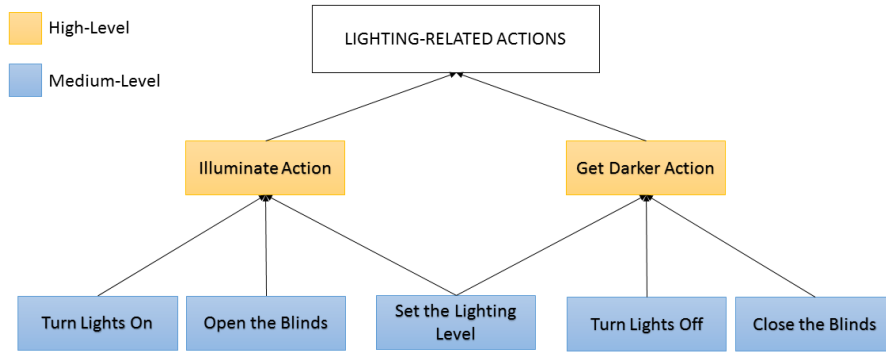 High-Level
Medium-Level
LIGHTING-RELATED ACTIONS
Illuminate Action
Get Darker Action
Turn Lights On
Open the Blinds
Set the Lighting
Level
Turn Lights Off
Close the Blinds